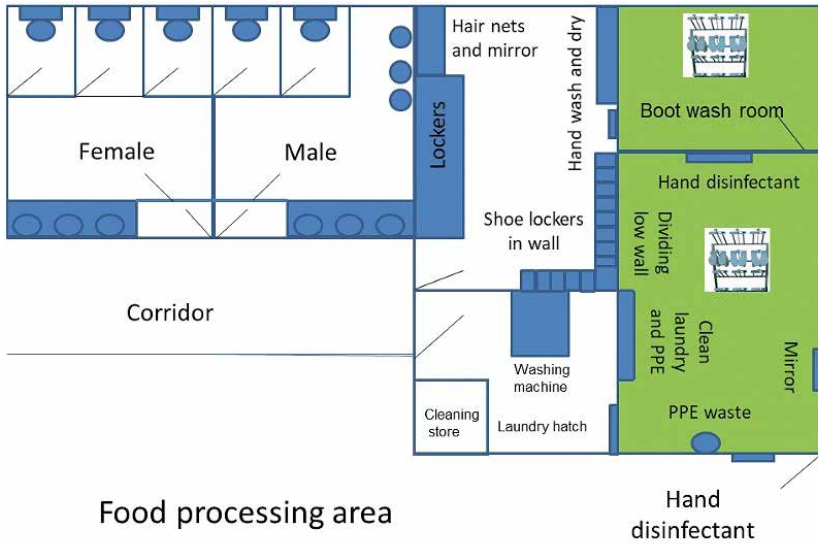 Hair nets
and mirror
Hand wash and dry
Boot wash room
Lockers
Female
Male
Hand disinfectant
Shoe lockers
in wall
Dividing
low wall
Corridor
Clean
laundry
and PPE
Mirror
Washing
machine
Cleaning
store
Laundry hatch
PPE waste
Food processing area
Hand
disinfectant